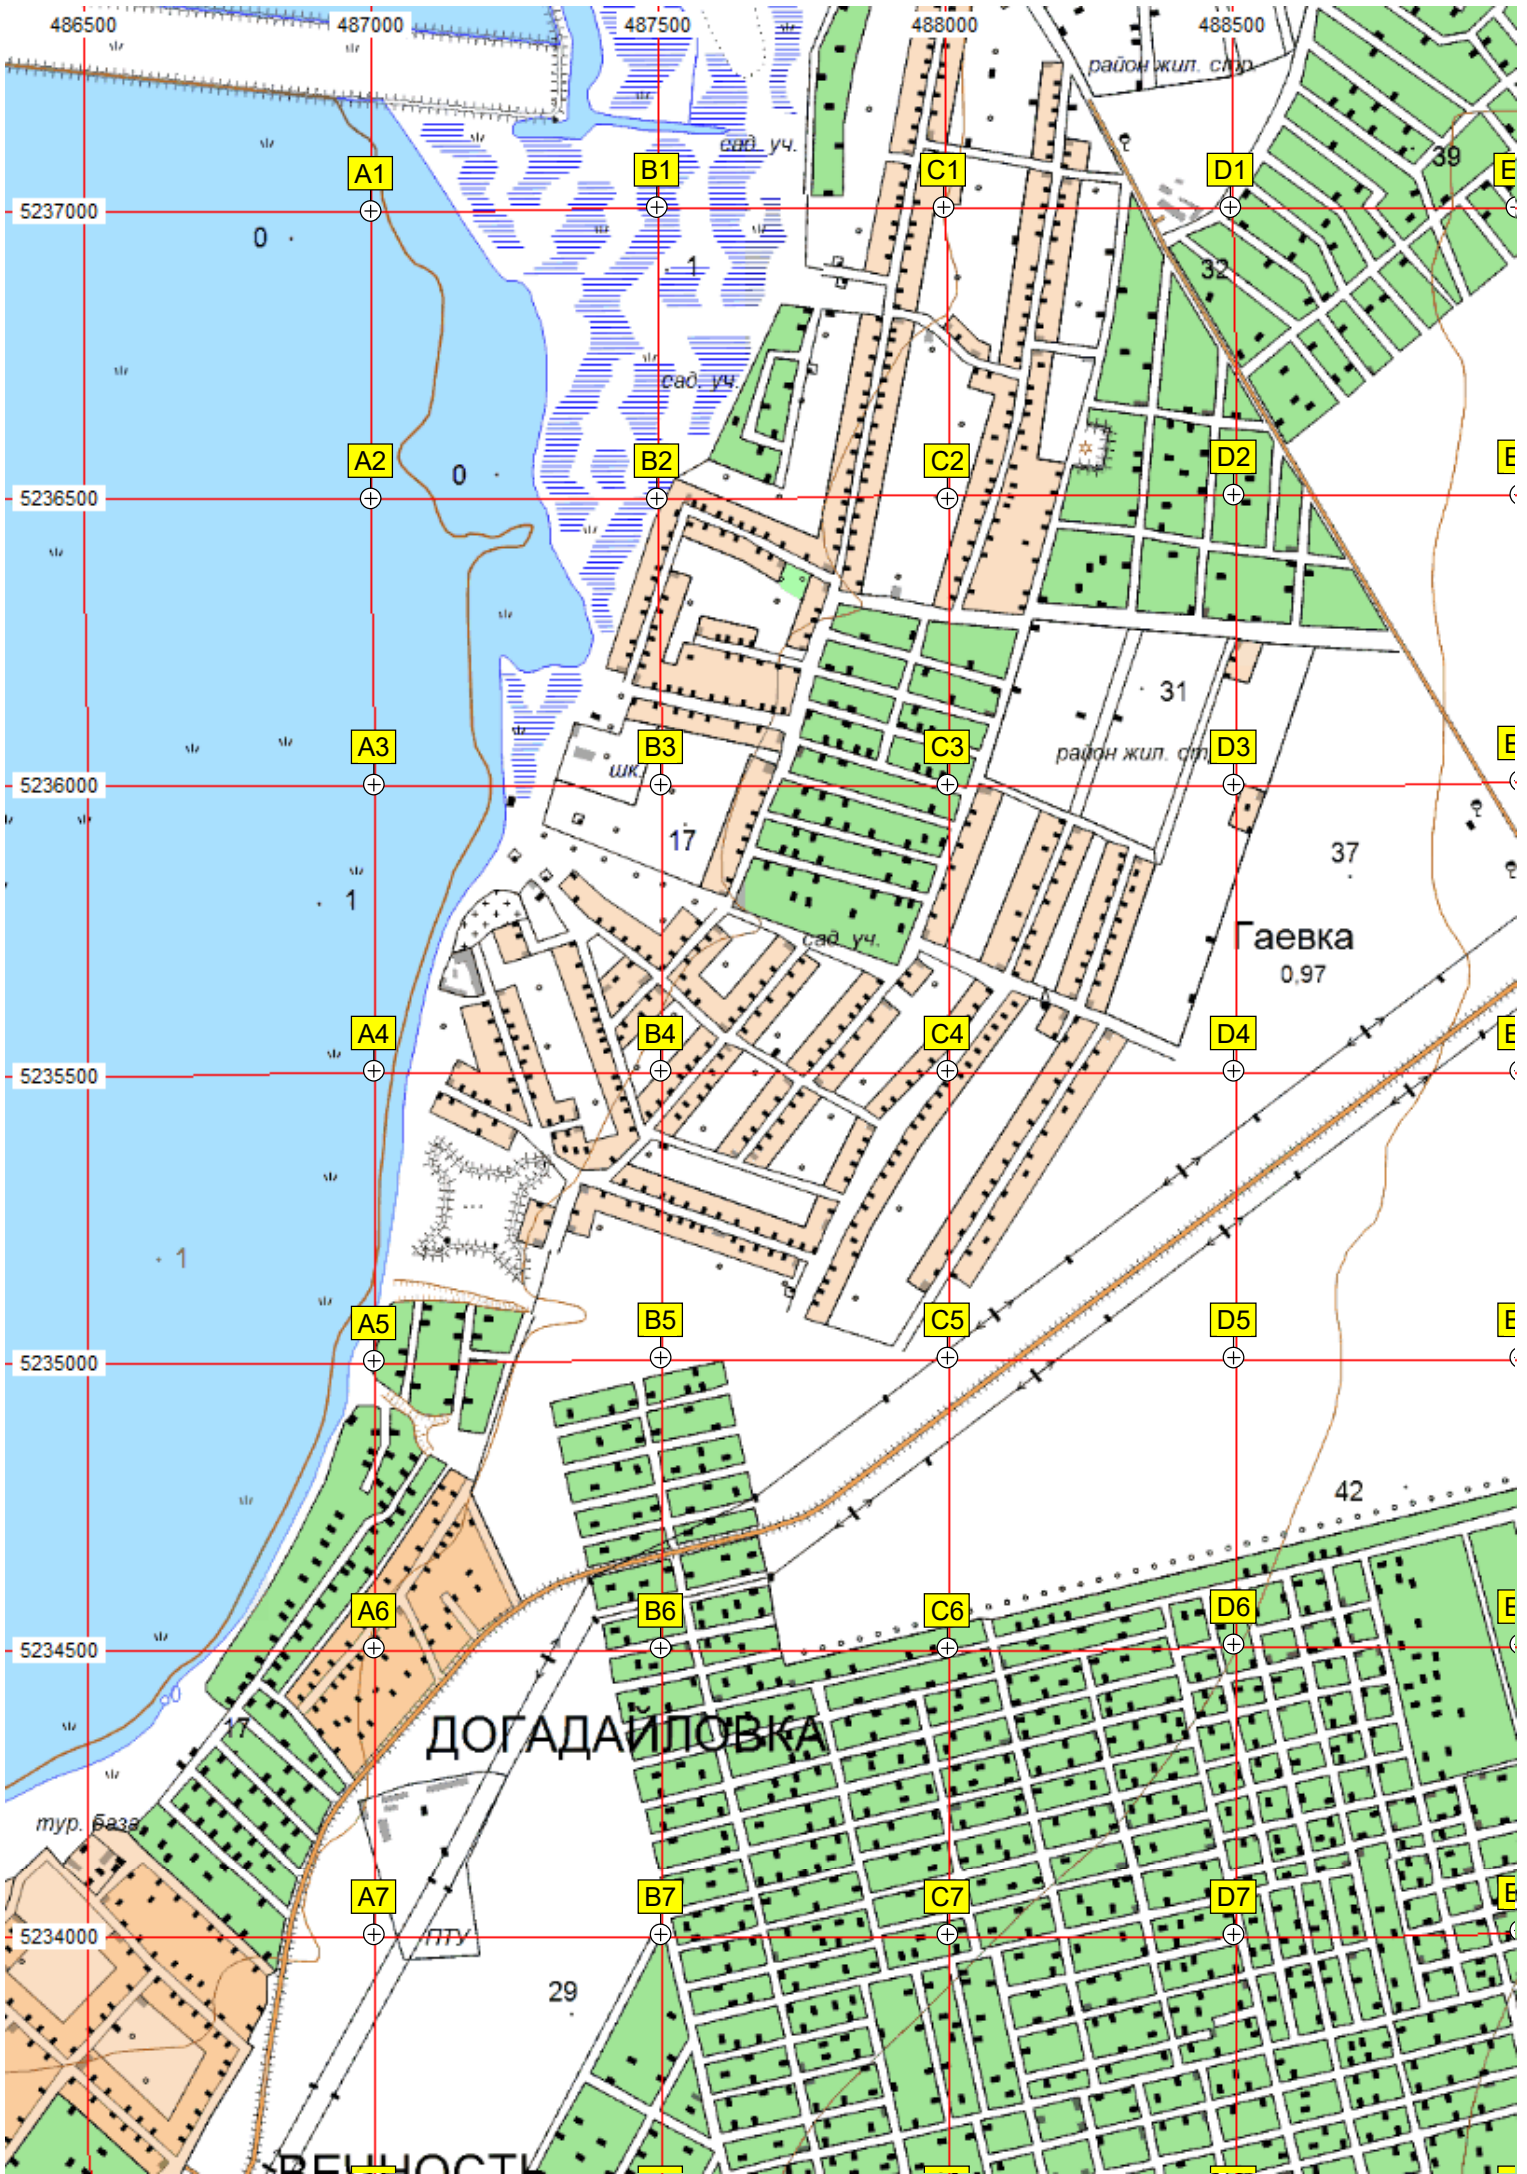 486500 487000 487500 488000 488500
район жил. стр.
сад. уч.
39
A1 B1 C1 D1 E
5237000
0
1
32
сад. уч.
A2 B2 C2 D2 E
0
5236500
31
A3 B3 C3 D3 E
район жил. ст
шк.
5236000
17
37
1
Гаевка
сад. уч.
0,97
A4 B4 C4 D4 E
5235500
1
A5 B5 C5 D5 E
5235000
42
A6 B6 C6 D6 E
5234500
0
17
ДОГАДАЙЛОВКА
тур. база
A7 B7 C7 D7 E
5234000
ПТУ
29
ВЕЧНОСТЬ